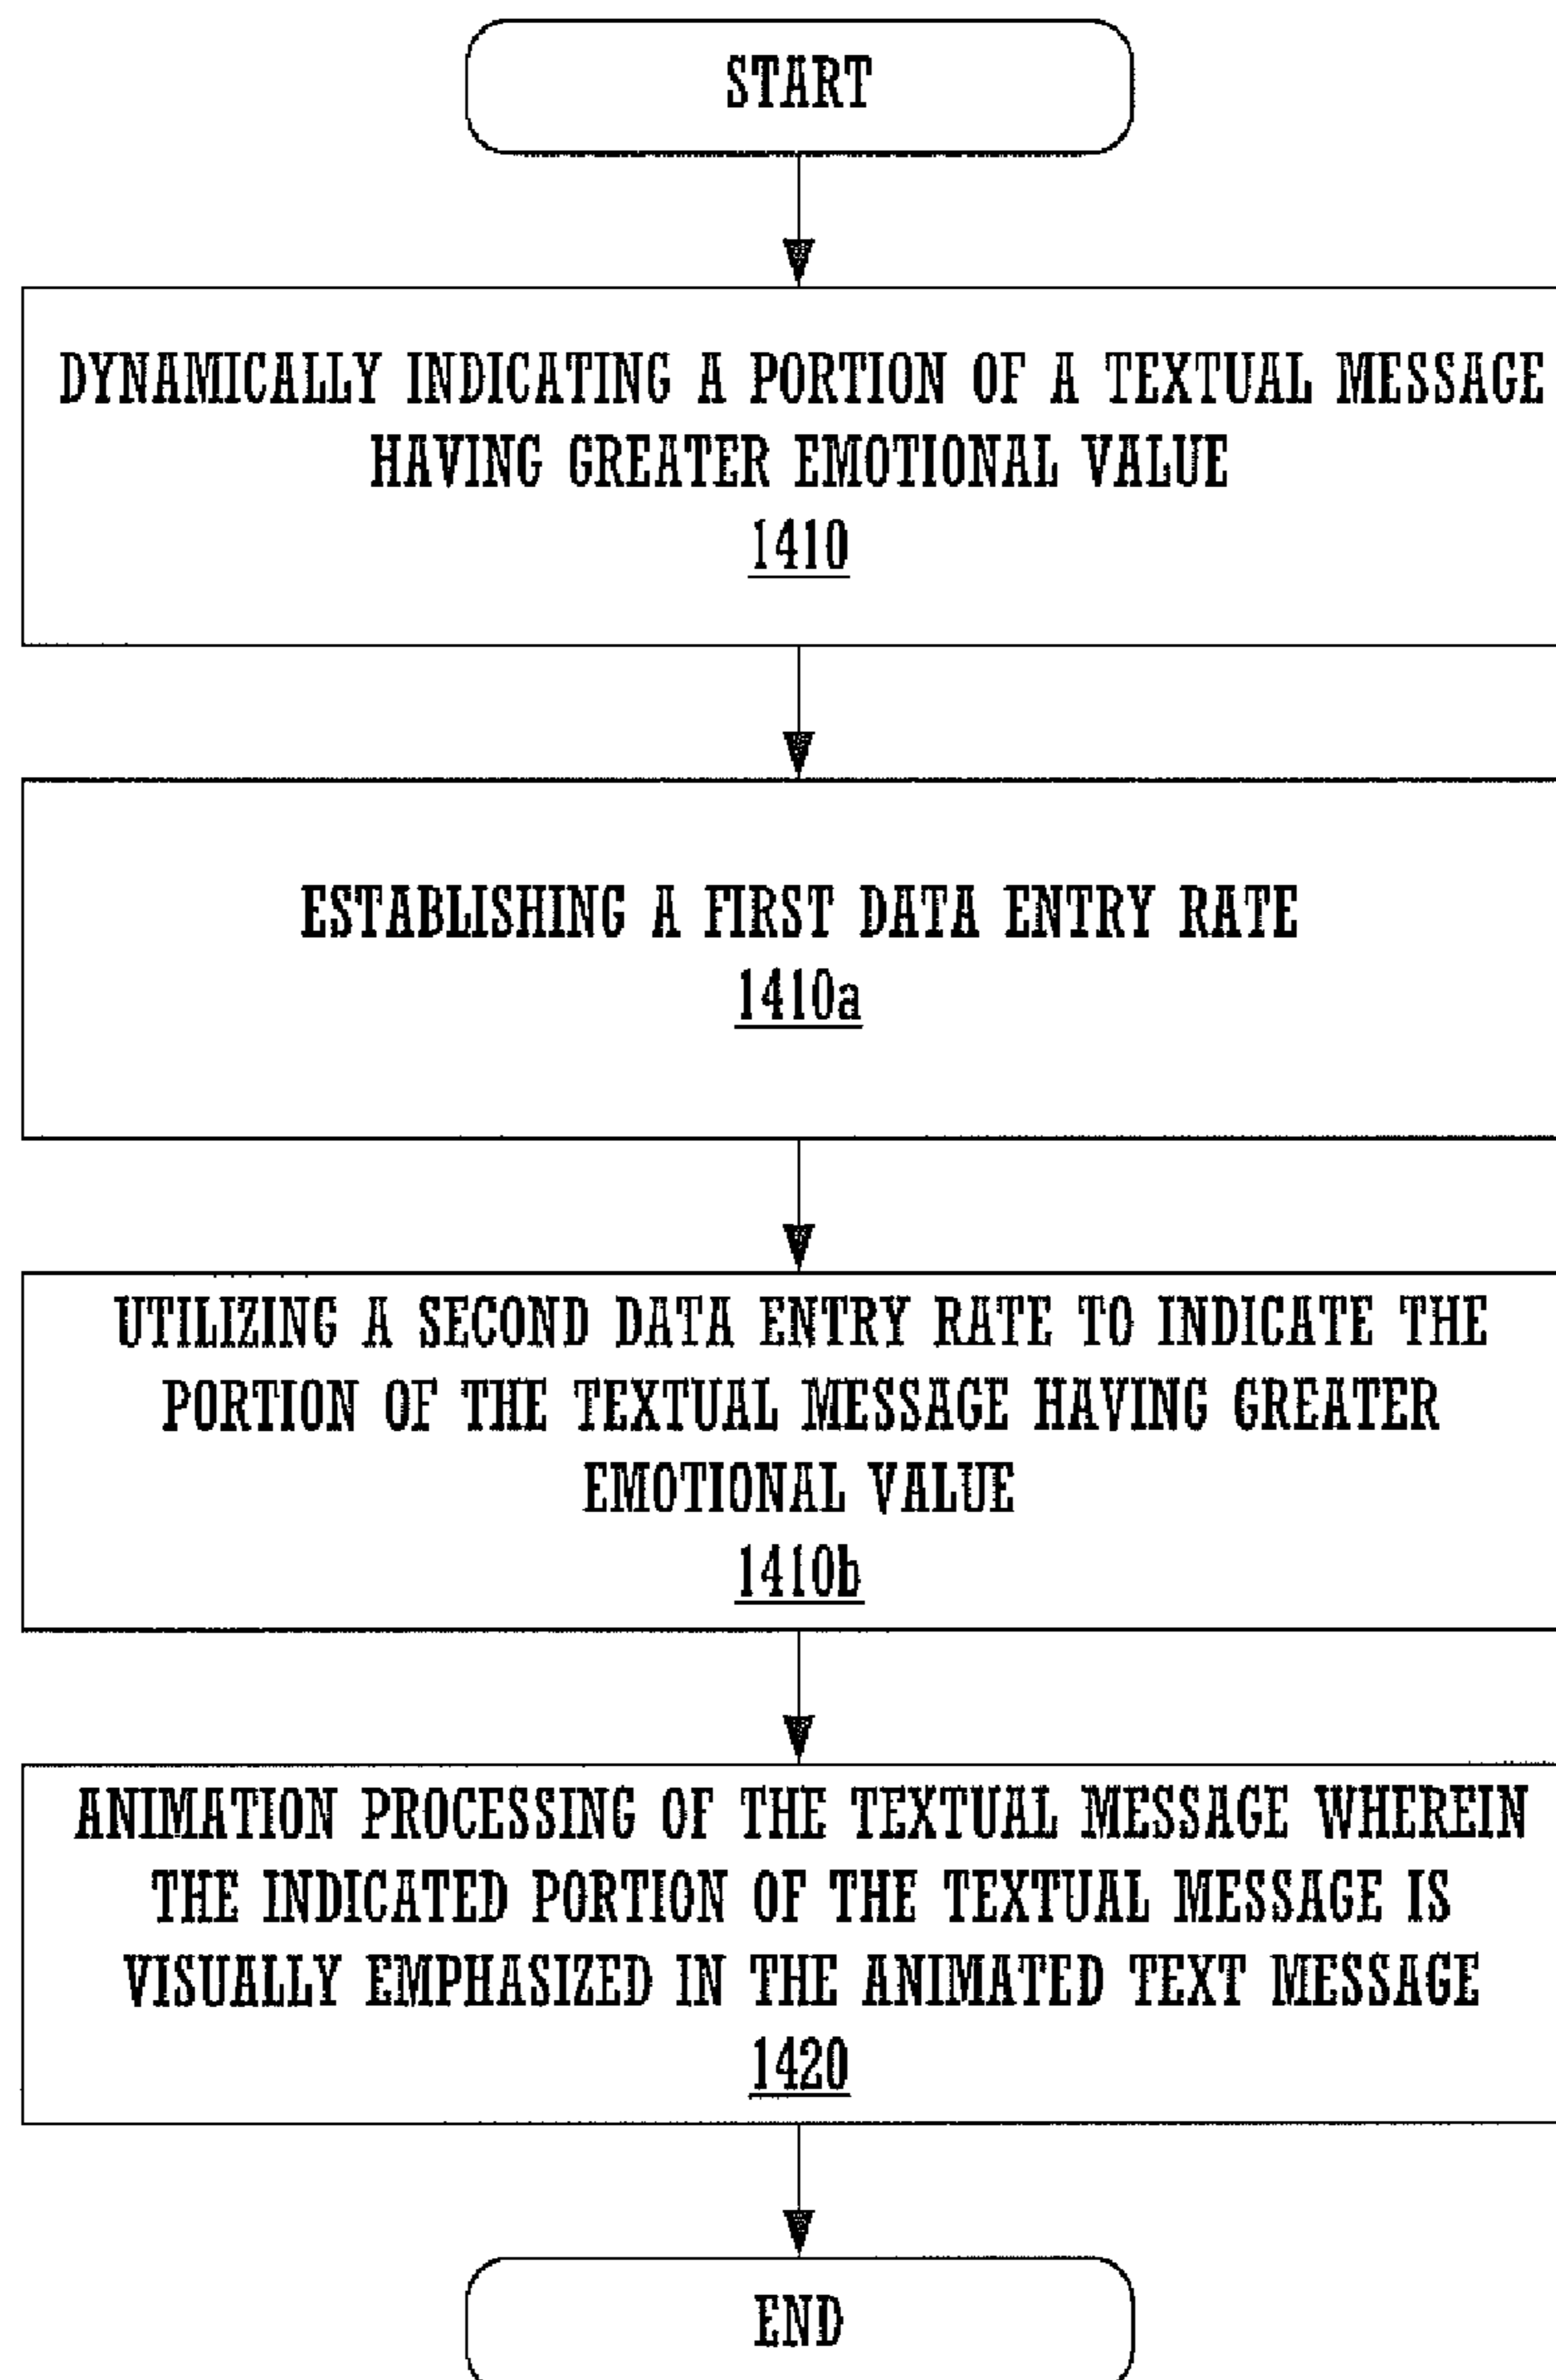 START
DYNAMICALLY INDICATING A PORTION OF A TEXTUAL MESSAGE
HAVING GREATER EMOTIONAL VALUE
1410
ESTABLISHING A FIRST DATA ENTRY RATE
1410a
UTILIZING A SECOND DATA ENTRY RATE TO INDICATE THE
PORTION OF THE TEXTUAL MESSAGE HAVING GREATER
EMOTIONAL VALUE
1410b
ANIMATION PROCESSING OF THE TEXTUAL MESSAGE WHEREIN
THE INDICATED PORTION OF THE TEXTUAL MESSAGE IS
VISUALLY EMPHASIZED IN THE ANIMATED TEXT MESSAGE
1420
END